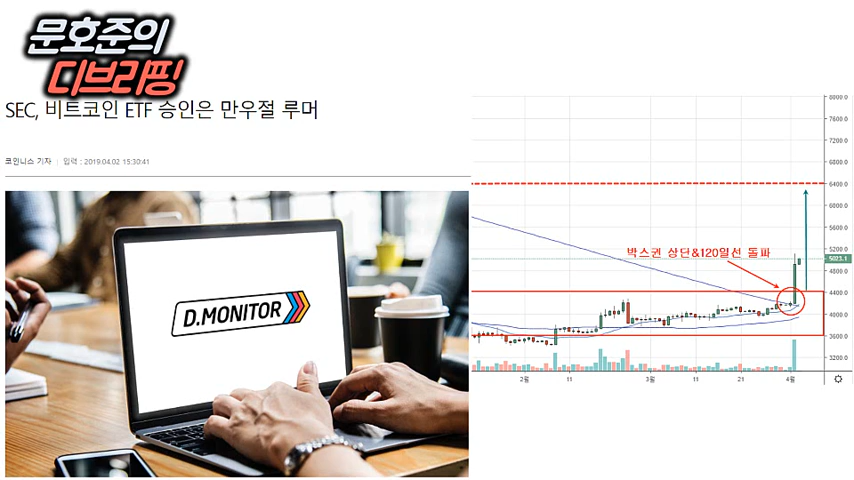 문호준의
디브리핑
SEC, 비트코인 ETF 승인은 만우절 루머
코인니스 기자 | 입력 : 2019.04.02 15:30:41
D.MONITOR
박스권 상단&120일선 돌파
8000.0
7600.0
7200.0
6800.0
6400.0
6000.0
5600.0
5200.0
5023.1
4800.0
4400.0
4000.0
3600.0
3200.0
2월
11
3월
11
21
4월